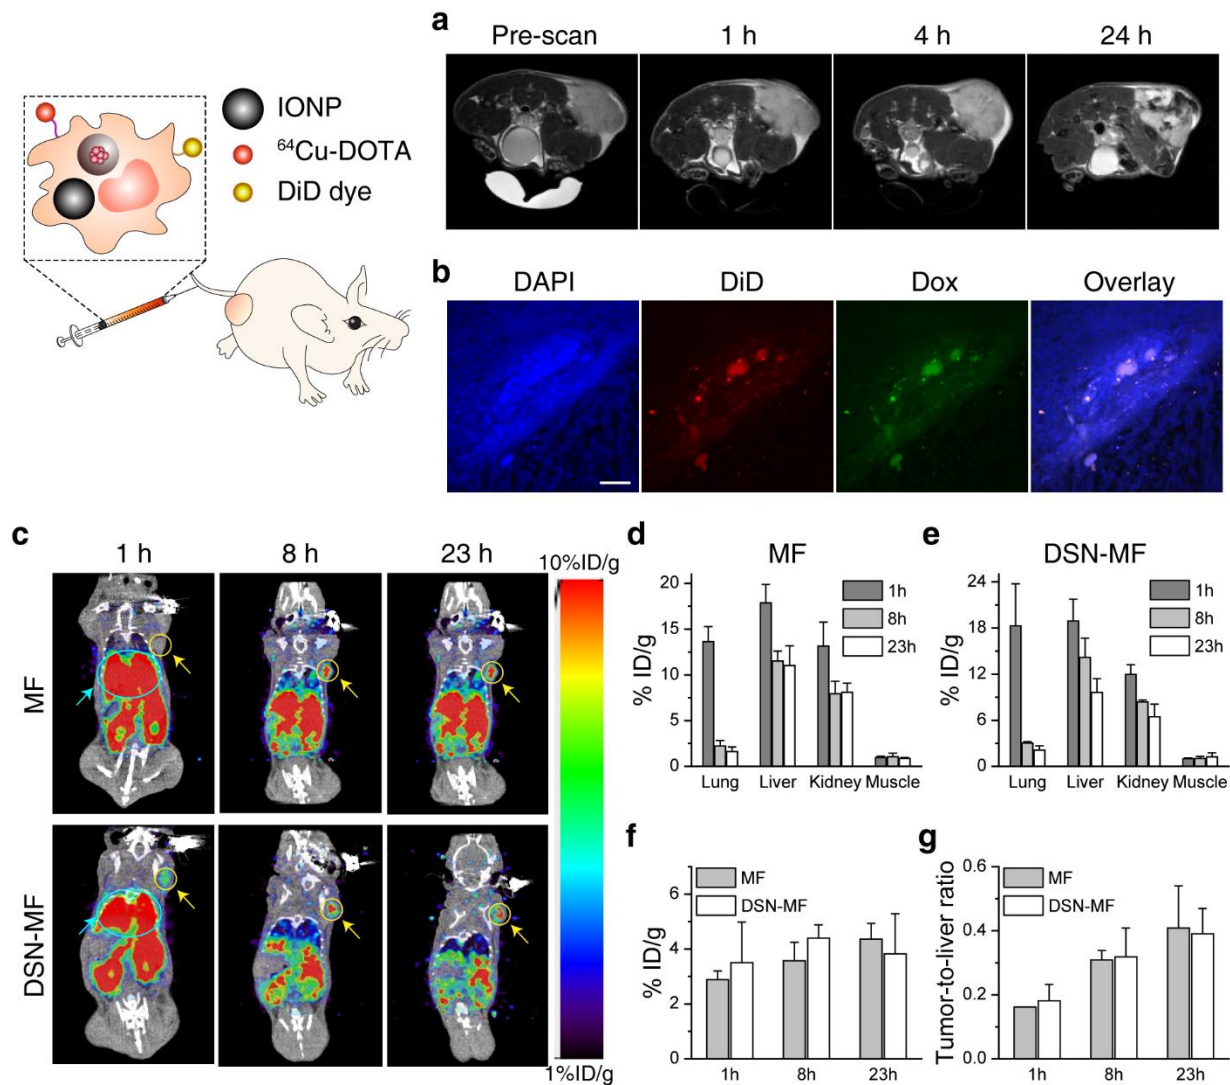 a
Pre-scan 1 h 4 h 24 h
IONP
64Cu-DOTA
DiD dye
b
DAPI DiD Dox Overlay
c
1 h 8 h 23 h
10%ID/g
MF
DSN-MF
1%ID/g
d
MF
% ID/g
20
15
10
5
0
1h
8h
23h
Lung Liver Kidney Muscle
e
DSN-MF
% ID/g
24
18
12
6
0
1h
8h
23h
Lung Liver Kidney Muscle
f
% ID/g
6
4
2
0
MF
DSN-MF
1h 8h 23h
g
Tumor-to-liver ratio
0.6
0.4
0.2
0.0
MF
DSN-MF
1h 8h 23h